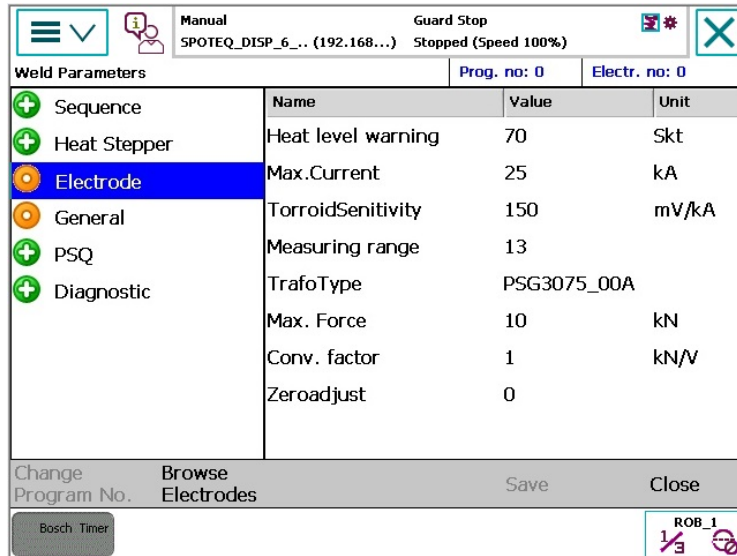 Manual
Guard Stop
SPOTEQ_DISP_6_.. (192.168...)
Stopped (Speed 100%)
Weld Parameters
Prog. no: 0
Electr. no: 0
Sequence
Heat Stepper
Electrode
General
PSQ
Diagnostic
Name Value Unit
Heat level warning 70 Skt
Max.Current 25 kA
TorroidSenitivity 150 mV/kA
Measuring range 13
TrafoType PSG3075_00A
Max. Force 10 kN
Conv. factor 1 kN/V
Zeroadjust 0
Change
Program No.
Browse
Electrodes
Save
Close
Bosch Timer
ROB_1
1/3